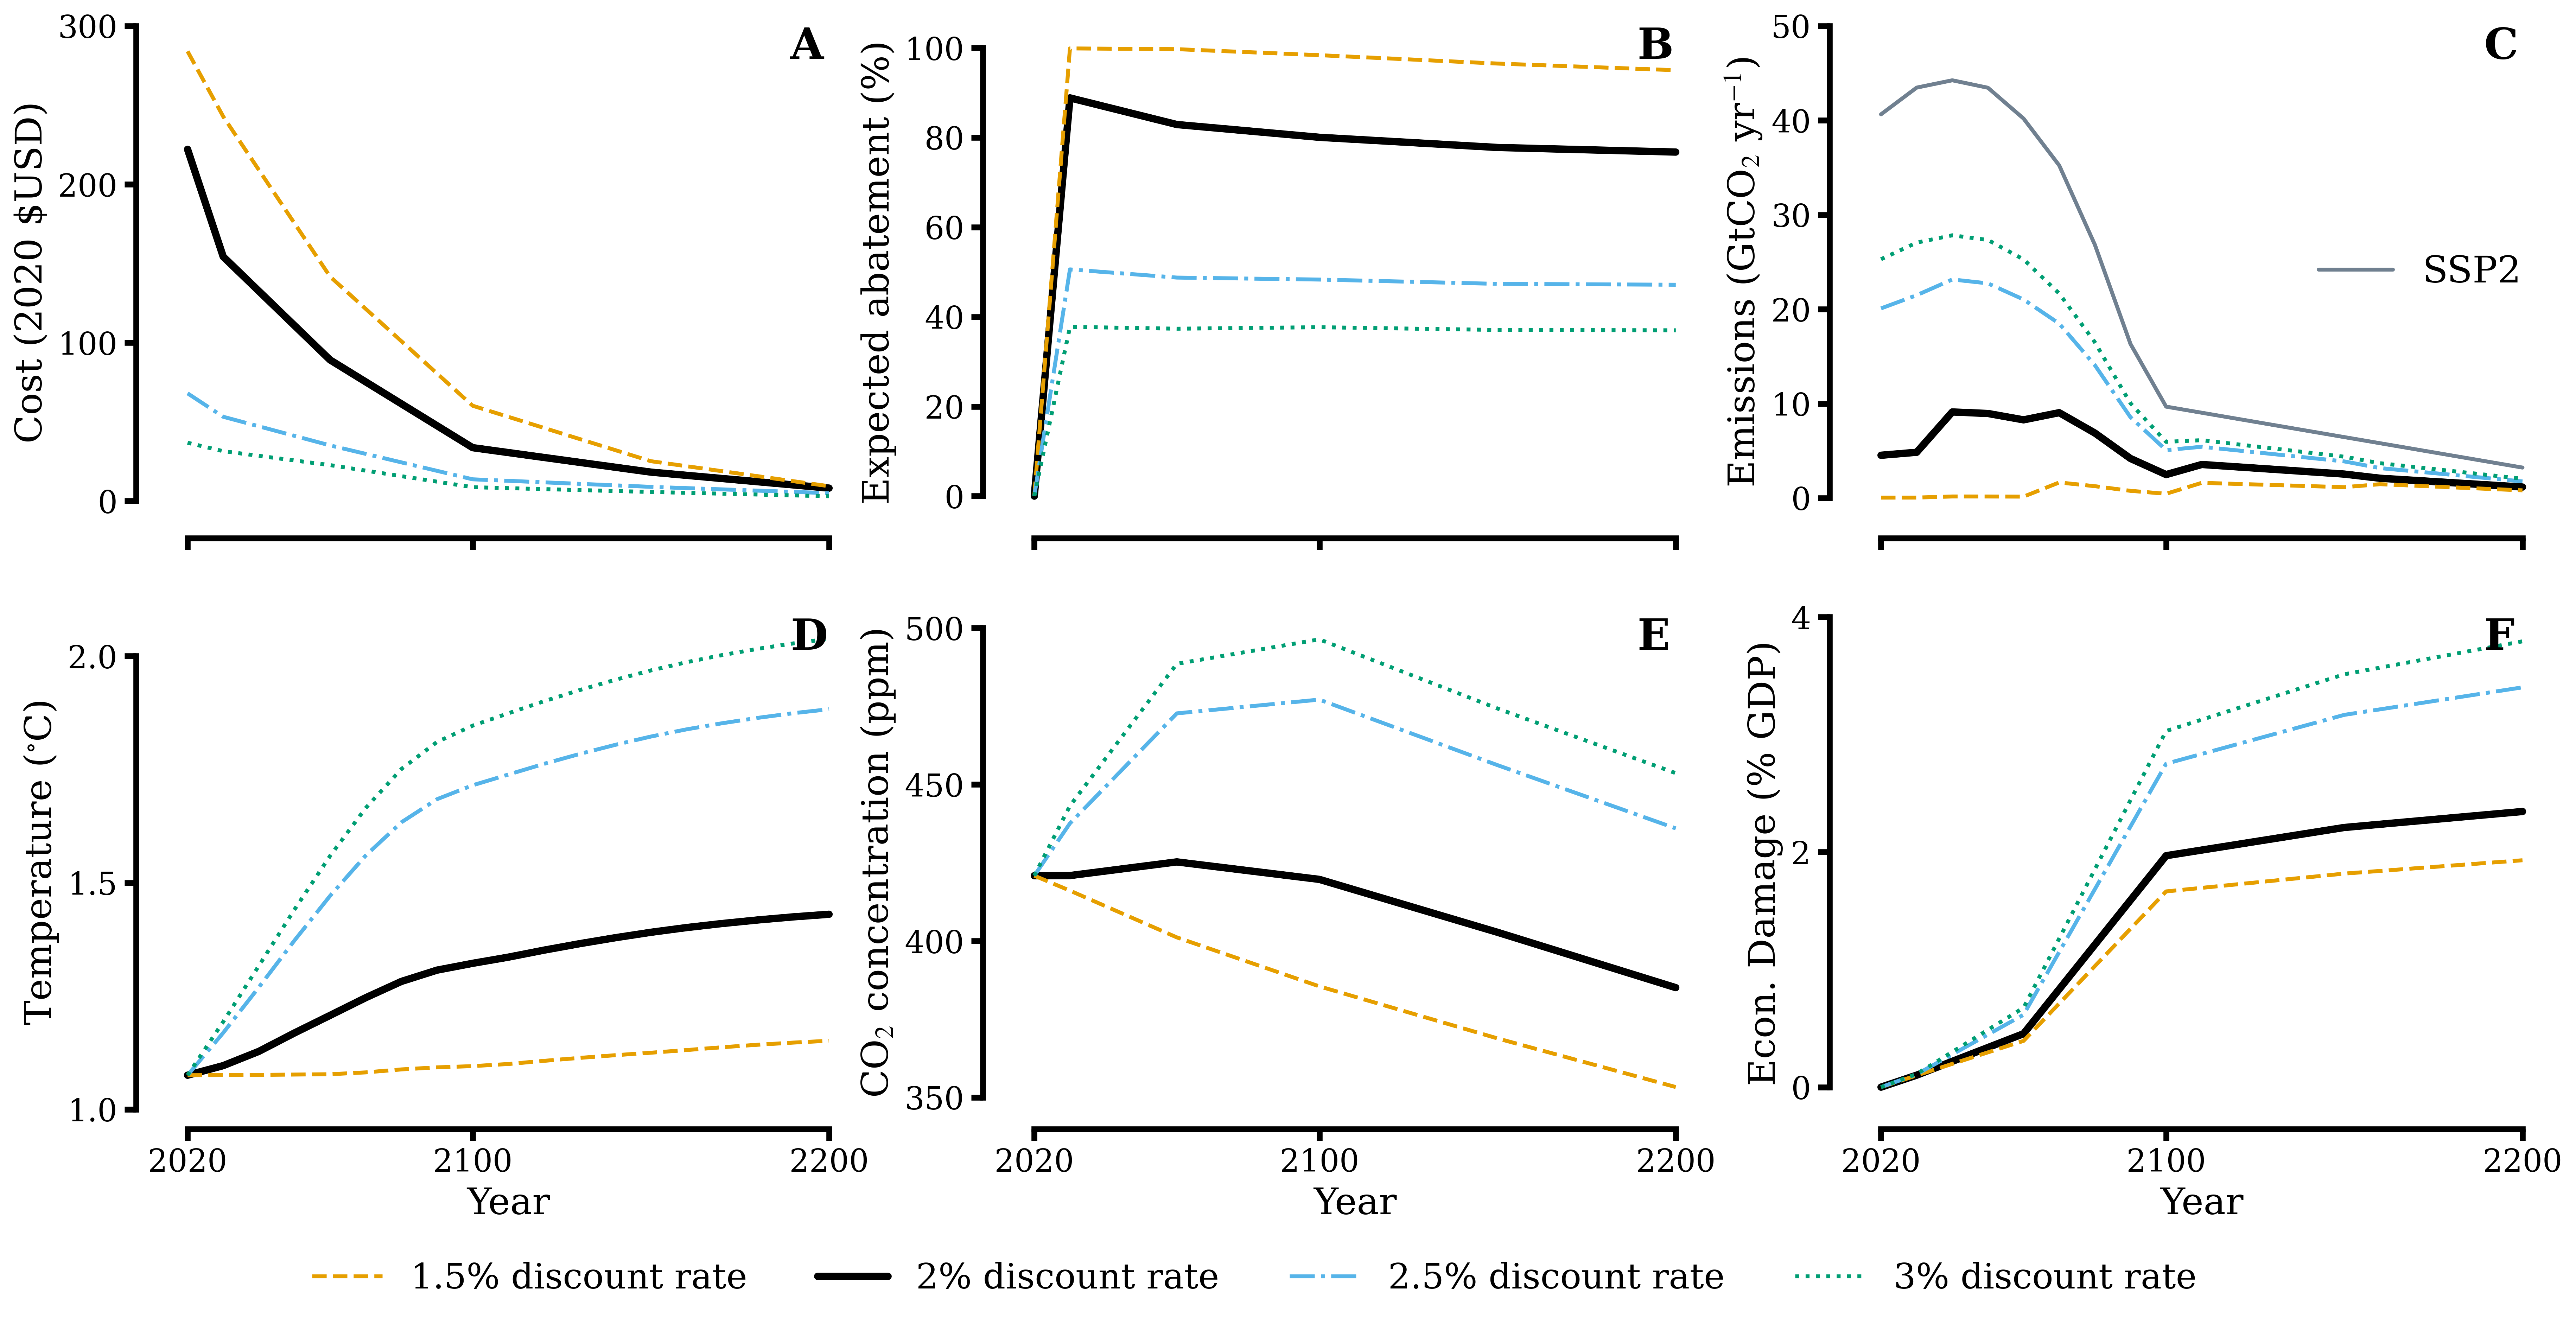 A
Cost (2020 $USD)
300
200
100
0
B
Expected abatement (%)
100
80
60
40
20
0
C
Emissions (GtCO₂ yr⁻¹)
50
40
30
20
10
0
SSP2
D
Temperature (°C)
2.0
1.5
1.0
2020 2100 2200
Year
E
CO₂ concentration (ppm)
500
450
400
350
2020 2100 2200
Year
F
Econ. Damage (% GDP)
4
2
0
2020 2100 2200
Year
1.5% discount rate 2% discount rate 2.5% discount rate 3% discount rate